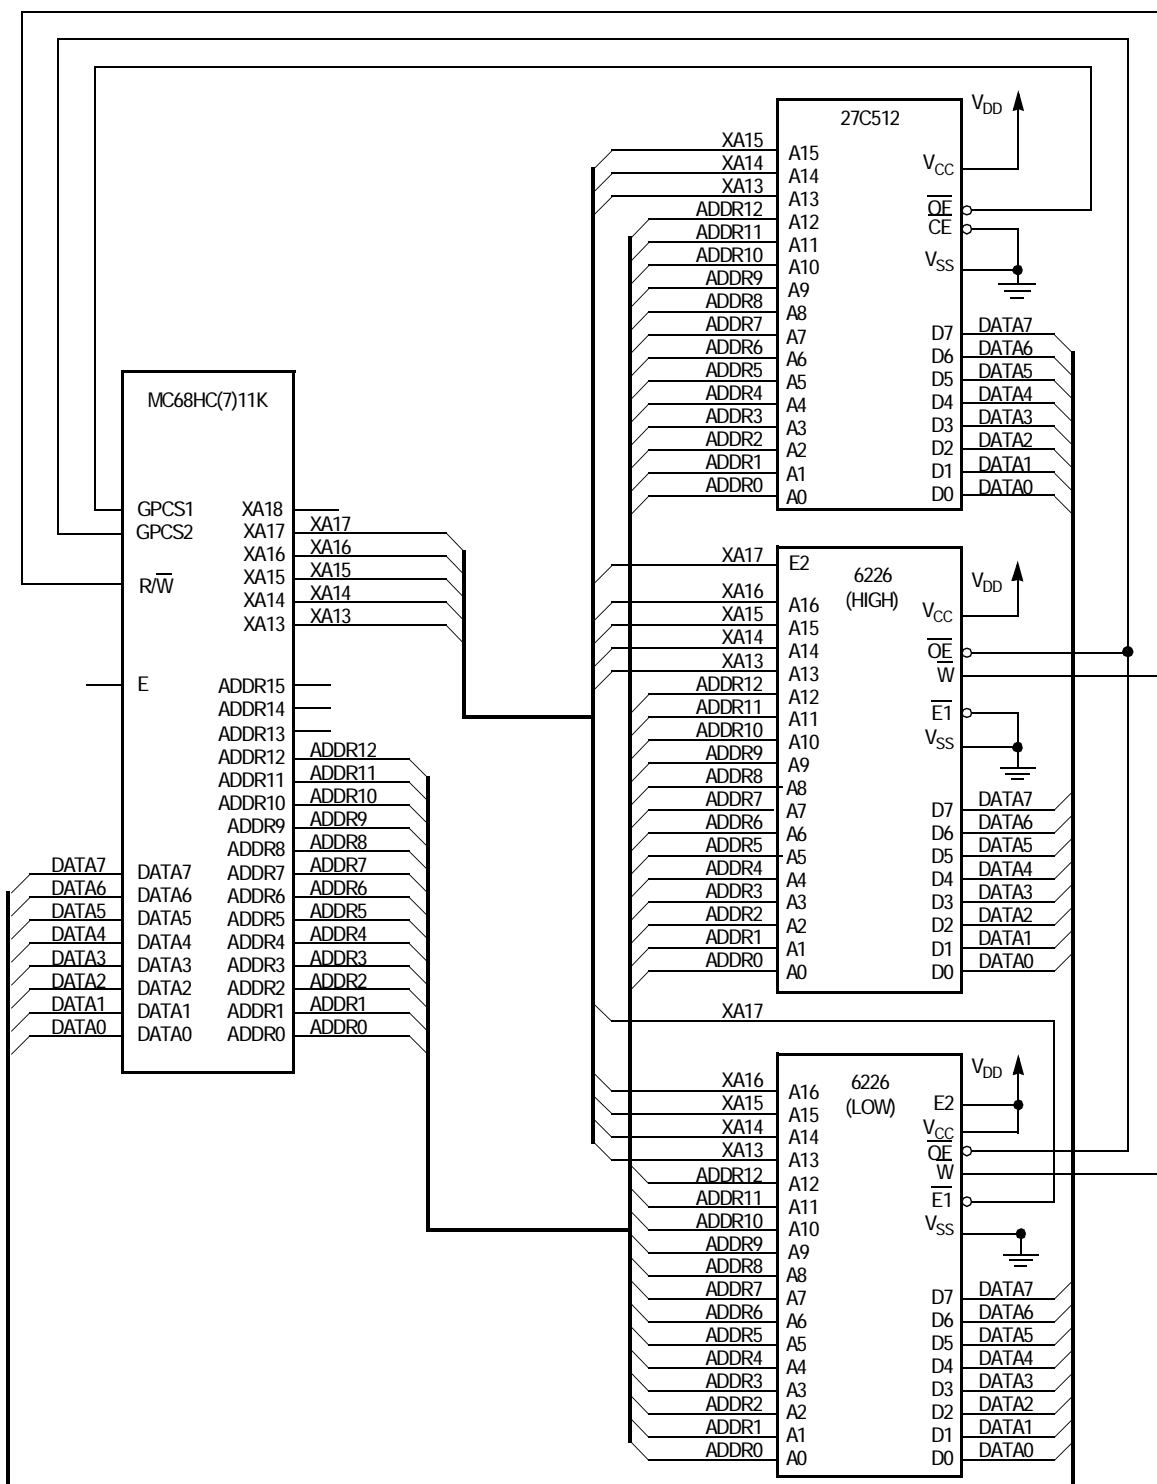 MC68HC(7)11K
GPCS1 XA18
GPCS2 XA17 XA17
XA16 XA16
R/W XA15 XA15
XA14 XA14
XA13 XA13
E ADDR15
ADDR14
ADDR13
ADDR12 ADDR12
ADDR11 ADDR11
ADDR10 ADDR10
ADDR9 ADDR9
ADDR8 ADDR8
DATA7 DATA7 ADDR7 ADDR7
DATA6 DATA6 ADDR6 ADDR6
DATA5 DATA5 ADDR5 ADDR5
DATA4 DATA4 ADDR4 ADDR4
DATA3 DATA3 ADDR3 ADDR3
DATA2 DATA2 ADDR2 ADDR2
DATA1 DATA1 ADDR1 ADDR1
DATA0 DATA0 ADDR0 ADDR0
27C512 VDD
XA15 A15
XA14 A14 VCC
XA13 A13
ADDR12 A12 OE
ADDR11 A11 CE
ADDR10 A10 VSS
ADDR9 A9
ADDR8 A8
ADDR7 A7 D7 DATA7
ADDR6 A6 D6 DATA6
ADDR5 A5 D5 DATA5
ADDR4 A4 D4 DATA4
ADDR3 A3 D3 DATA3
ADDR2 A2 D2 DATA2
ADDR1 A1 D1 DATA1
ADDR0 A0 D0 DATA0
XA17 E2 6226 VDD
(HIGH)
XA16 A16 VCC
XA15 A15
XA14 A14 OE
XA13 A13 W
ADDR12 A12
ADDR11 A11 E1
ADDR10 A10 VSS
ADDR9 A9
ADDR8 A8
ADDR7 A7 D7 DATA7
ADDR6 A6 D6 DATA6
ADDR5 A5 D5 DATA5
ADDR4 A4 D4 DATA4
ADDR3 A3 D3 DATA3
ADDR2 A2 D2 DATA2
ADDR1 A1 D1 DATA1
ADDR0 A0 D0 DATA0
XA17
6226 VDD
(LOW)
XA16 A16 E2
XA15 A15 VCC
XA14 A14 OE
XA13 A13 W
ADDR12 A12 E1
ADDR11 A11 VSS
ADDR10 A10
ADDR9 A9
ADDR8 A8
ADDR7 A7 D7 DATA7
ADDR6 A6 D6 DATA6
ADDR5 A5 D5 DATA5
ADDR4 A4 D4 DATA4
ADDR3 A3 D3 DATA3
ADDR2 A2 D2 DATA2
ADDR1 A1 D1 DATA1
ADDR0 A0 D0 DATA0